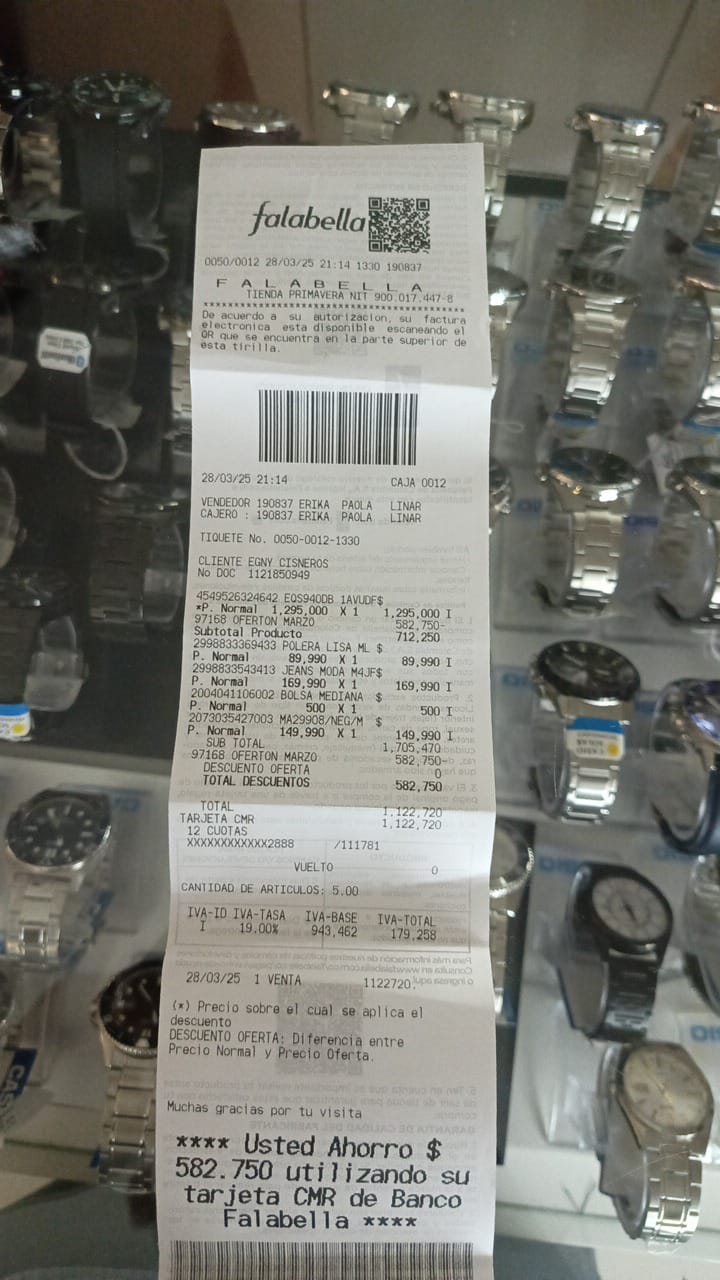 falabella
0050/0012 28/03/25 21:14 1330 190837
F A L A B E L L A
TIENDA PRIMAVERA NIT 900.017.447-8
****************************************
De acuerdo a su autorizacion, su factura
electronica esta disponible escaneando el
QR que se encuentra en la parte superior de
esta tirilla.
28/03/25 21:14 CAJA 0012
VENDEDOR 190837 ERIKA PAOLA LINAR
CAJERO : 190837 ERIKA PAOLA LINAR
TIQUETE No. 0050-0012-1330
CLIENTE EGNY CISNEROS
No DOC 1121850949
4549526324642 EQS940DB 1AVUDF$
*P. Normal 1,295,000 X 1 1,295,000 I
97168 OFERTON MARZO 582,750-
Subtotal Producto 712,250
2998833369433 POLERA LISA ML $
P. Normal 89,990 X 1 89,990 I
2998833543413 JEANS MODA M4JF$
P. Normal 169,990 X 1 169,990 I
2004041106002 BOLSA MEDIANA $
P. Normal 500 X 1 500 I
2073035427003 MA29908/NEG/M $
P. Normal 149,990 X 1 149,990 I
SUB TOTAL 1,705,470
97168 OFERTON MARZO 582,750-
DESCUENTO OFERTA 0
TOTAL DESCUENTOS 582,750
TOTAL 1,122,720
TARJETA CMR 1,122,720
12 CUOTAS
XXXXXXXXXXXX2888 /111781
VUELTO 0
CANTIDAD DE ARTICULOS: 5.00
IVA-ID IVA-TASA IVA-BASE IVA-TOTAL
I 19.00% 943,462 179,258
28/03/25 1 VENTA 1122720.
(*) Precio sobre el cual se aplica el
descuento
DESCUENTO OFERTA: Diferencia entre
Precio Normal y Precio Oferta.
Muchas gracias por tu visita
**** Usted Ahorro $
582.750 utilizando su
tarjeta CMR de Banco
Falabella ****